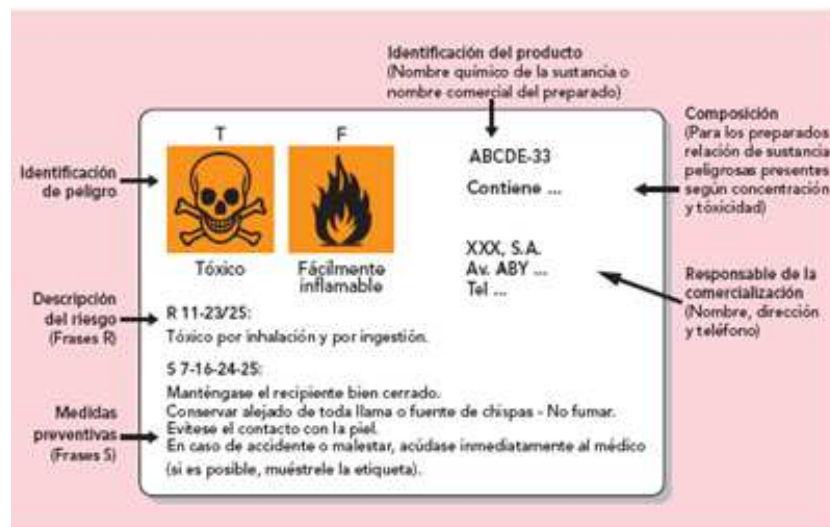 Identificación del producto
(Nombre químico de la sustancia o
nombre comercial del preparado)
Composición
(Para los preparados
relación de sustancia
peligrosas presentes
según concentración
y tóxicidad)
Identificación
de peligro
T
F
ABCDE-33
Contiene ...
Tóxico
Fácilmente
inflamable
XXX, S.A.
Av. ABY ...
Tel ...
Responsable de la
comercialización
(Nombre, dirección
y teléfono)
Descripción
del riesgo
(Frases R)
R 11-23/25:
Tóxico por inhalación y por ingestión.
Medidas
preventivas
(Frases S)
S 7-16-24-25:
Manténgase el recipiente bien cerrado.
Conservar alejado de toda llama o fuente de chispas - No fumar.
Evítese el contacto con la piel.
En caso de accidente o malestar, acúdase inmediatamente al médico
(si es posible, muéstrele la etiqueta).